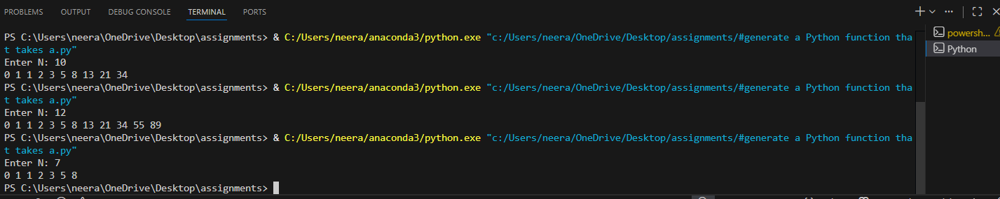 PROBLEMS OUTPUT DEBUG CONSOLE TERMINAL PORTS
PS C:\Users\neera\OneDrive\Desktop\assignments> & C:/Users/neera/anaconda3/python.exe "c:/Users/neera/OneDrive/Desktop/assignments/#generate a Python function tha
t takes a.py"
Enter N: 10
0 1 1 2 3 5 8 13 21 34
PS C:\Users\neera\OneDrive\Desktop\assignments> & C:/Users/neera/anaconda3/python.exe "c:/Users/neera/OneDrive/Desktop/assignments/#generate a Python function tha
t takes a.py"
Enter N: 12
0 1 1 2 3 5 8 13 21 34 55 89
PS C:\Users\neera\OneDrive\Desktop\assignments> & C:/Users/neera/anaconda3/python.exe "c:/Users/neera/OneDrive/Desktop/assignments/#generate a Python function tha
t takes a.py"
Enter N: 7
0 1 1 2 3 5 8
PS C:\Users\neera\OneDrive\Desktop\assignments>
powersh...
Python